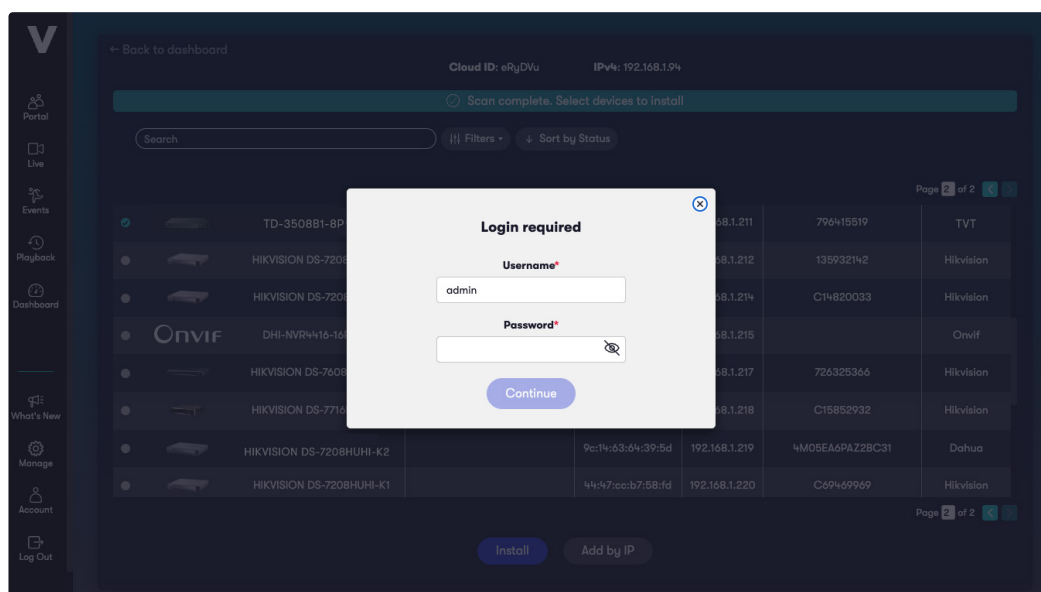 V
← Back to dashboard
Cloud ID: eRyDVu IPv4: 192.168.1.94
Scan complete. Select devices to install
Search Filters Sort by Status
Page 2 of 2
Portal
Live
Events
Playback
Dashboard
What's New
Manage
Account
Log Out
TD-3508B1-8P 68.1.211 796415519 TVT
HIKVISION DS-7208 68.1.212 135932142 Hikvision
HIKVISION DS-7208 68.1.214 C14820033 Hikvision
ONVIF DHI-NVR4416-16 68.1.215 Onvif
HIKVISION DS-7608 68.1.217 726325366 Hikvision
HIKVISION DS-7716 68.1.218 C15852932 Hikvision
HIKVISION DS-7208HUHI-K2 9c:14:63:64:39:5d 192.168.1.219 4M05EA6PAZ2BC31 Dahua
HIKVISION DS-7208HUHI-K1 44:47:cc:b7:58:fd 192.168.1.220 C69469969 Hikvision
Login required
Username*
admin
Password*
Continue
Page 2 of 2
Install Add by IP